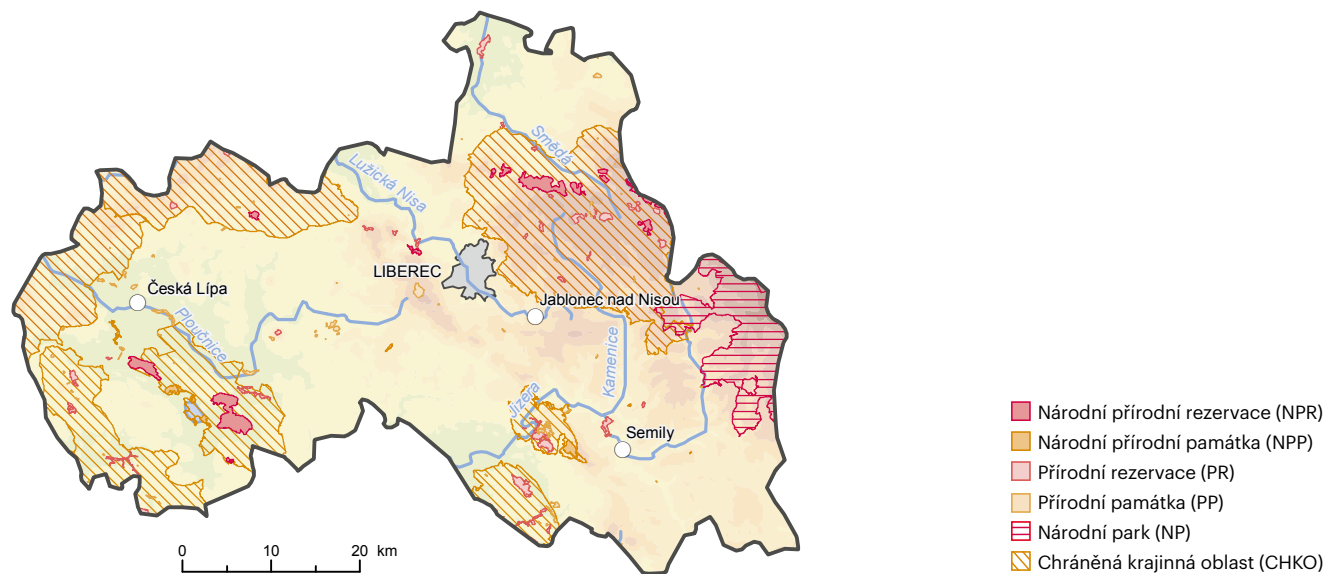 Smědá
Lužická Nisa
LIBEREC
Česká Lípa
Jablonec nad Nisou
Ploučnice
Kamenice
Jizera
Semily
0 10 20 km
Národní přírodní rezervace (NPR)
Národní přírodní památka (NPP)
Přírodní rezervace (PR)
Přírodní památka (PP)
Národní park (NP)
Chráněná krajinná oblast (CHKO)